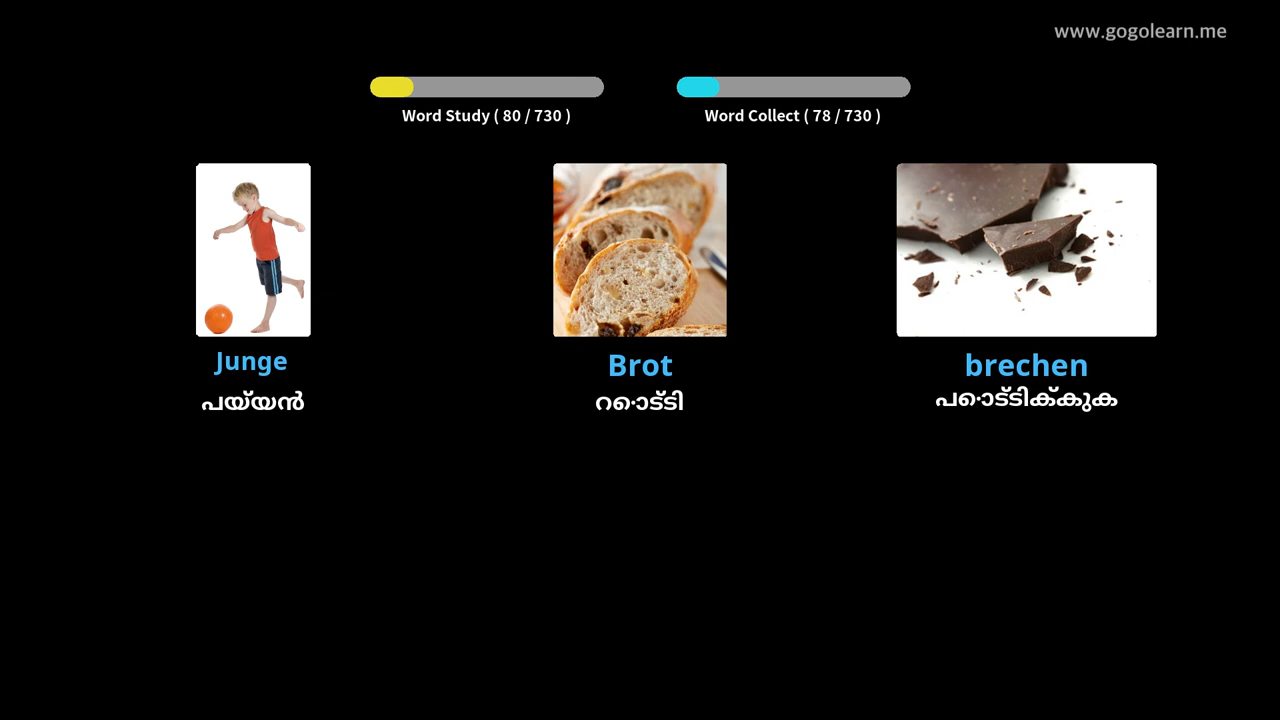 www.gogolearn.me
Word Study ( 80 / 730 )
Word Collect ( 78 / 730 )
Junge
Brot
brechen
പയ്യൻ
റൊട്ടി
പൊട്ടിക്കുക